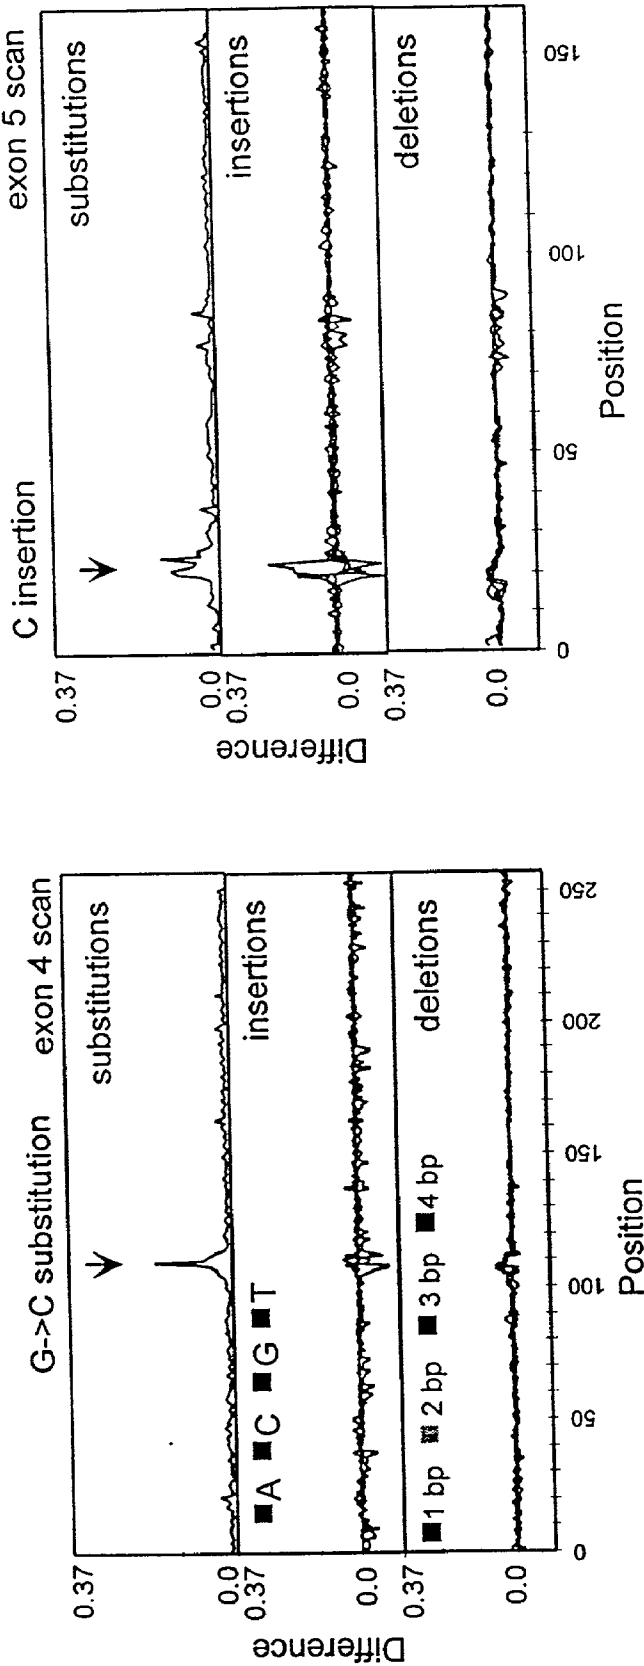 G->C substitution exon 4 scan
0.37
substitutions
0.0
0.37
insertions
A C G T
0.0
0.37
deletions
1 bp 2 bp 3 bp 4 bp
0.0
0 50 100 150 200 250
Position
Difference
C insertion exon 5 scan
0.37
substitutions
0.0
0.37
insertions
0.0
0.37
deletions
0.0
0 50 100 150
Position
Difference